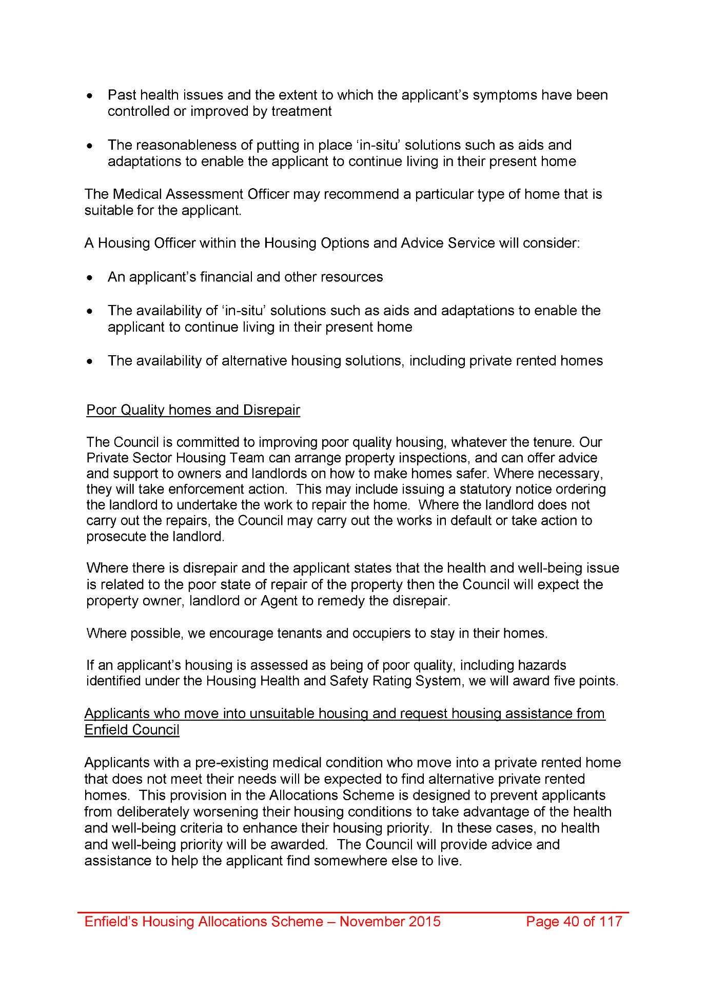 • Past health issues and the extent to which the applicant’s symptoms have been
controlled or improved by treatment
• The reasonableness of putting in place ‘in-situ’ solutions such as aids and
adaptations to enable the applicant to continue living in their present home
The Medical Assessment Officer may recommend a particular type of home that is
suitable for the applicant.
A Housing Officer within the Housing Options and Advice Service will consider:
• An applicant’s financial and other resources
• The availability of ‘in-situ’ solutions such as aids and adaptations to enable the
applicant to continue living in their present home
• The availability of alternative housing solutions, including private rented homes
Poor Quality homes and Disrepair
The Council is committed to improving poor quality housing, whatever the tenure. Our
Private Sector Housing Team can arrange property inspections, and can offer advice
and support to owners and landlords on how to make homes safer. Where necessary,
they will take enforcement action.  This may include issuing a statutory notice ordering
the landlord to undertake the work to repair the home.  Where the landlord does not
carry out the repairs, the Council may carry out the works in default or take action to
prosecute the landlord.
Where there is disrepair and the applicant states that the health and well-being issue
is related to the poor state of repair of the property then the Council will expect the
property owner, landlord or Agent to remedy the disrepair.
Where possible, we encourage tenants and occupiers to stay in their homes.
If an applicant’s housing is assessed as being of poor quality, including hazards
identified under the Housing Health and Safety Rating System, we will award five points.
Applicants who move into unsuitable housing and request housing assistance from
Enfield Council
Applicants with a pre-existing medical condition who move into a private rented home
that does not meet their needs will be expected to find alternative private rented
homes.  This provision in the Allocations Scheme is designed to prevent applicants
from deliberately worsening their housing conditions to take advantage of the health
and well-being criteria to enhance their housing priority.  In these cases, no health
and well-being priority will be awarded.  The Council will provide advice and
assistance to help the applicant find somewhere else to live.
Enfield’s Housing Allocations Scheme – November 2015 Page 40 of 117